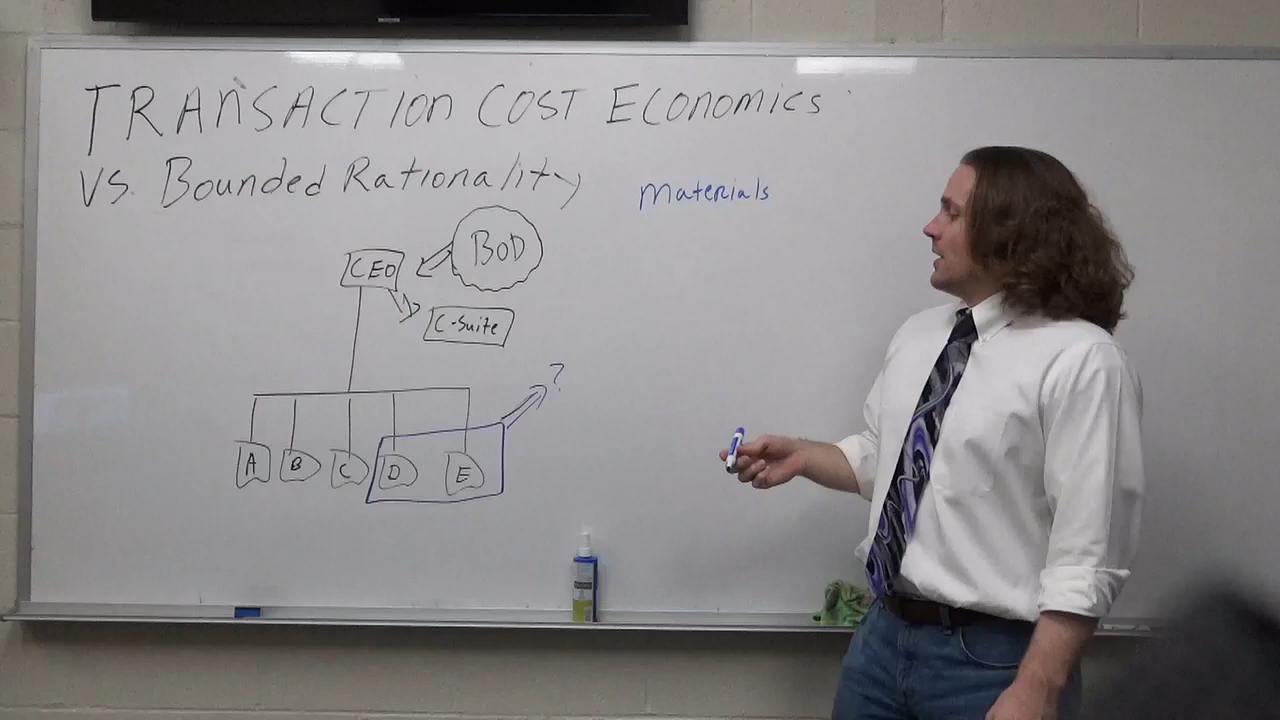 TRANSACTION COST ECONOMICS
VS. Bounded Rationality
Materials
BOD
CEO
C-Suite
?
A B C D E